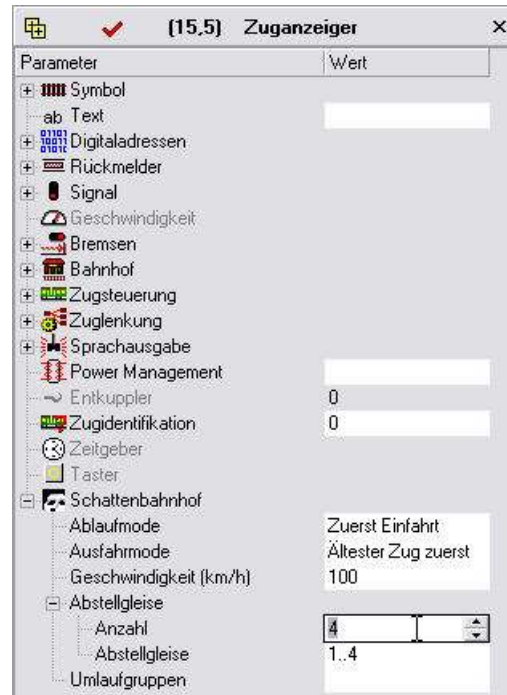 (15,5) Zuganzeiger
Parameter Wert
Symbol
ab Text
Digitaladressen
Rückmelder
Signal
Geschwindigkeit
Bremsen
Bahnhof
Zugsteuerung
Zuglenkung
Sprachausgabe
Power Management
Entkuppler 0
Zugidentifikation 0
Zeitgeber
Taster
Schattenbahnhof
Ablaufmode Zuerst Einfahrt
Ausfahrmode Ältester Zug zuerst
Geschwindigkeit (km/h) 100
Abstellgleise
Anzahl 4
Abstellgleise 1..4
Umlaufgruppen